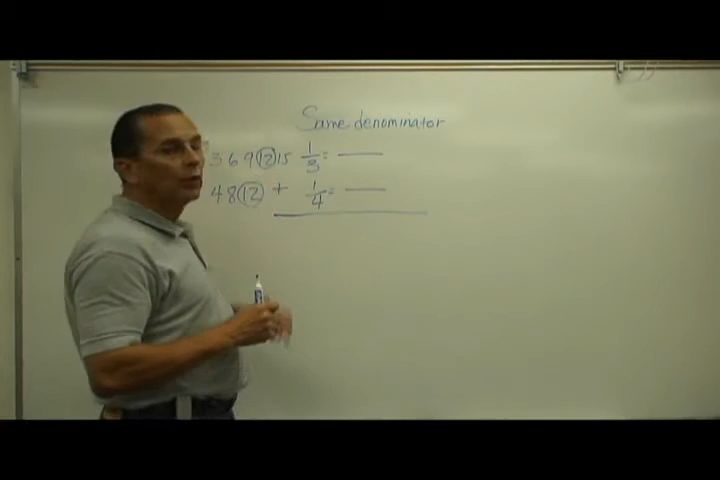 Same denominator
3 6 9 12 15 1/3 =
4 8 12 + 1/4 =